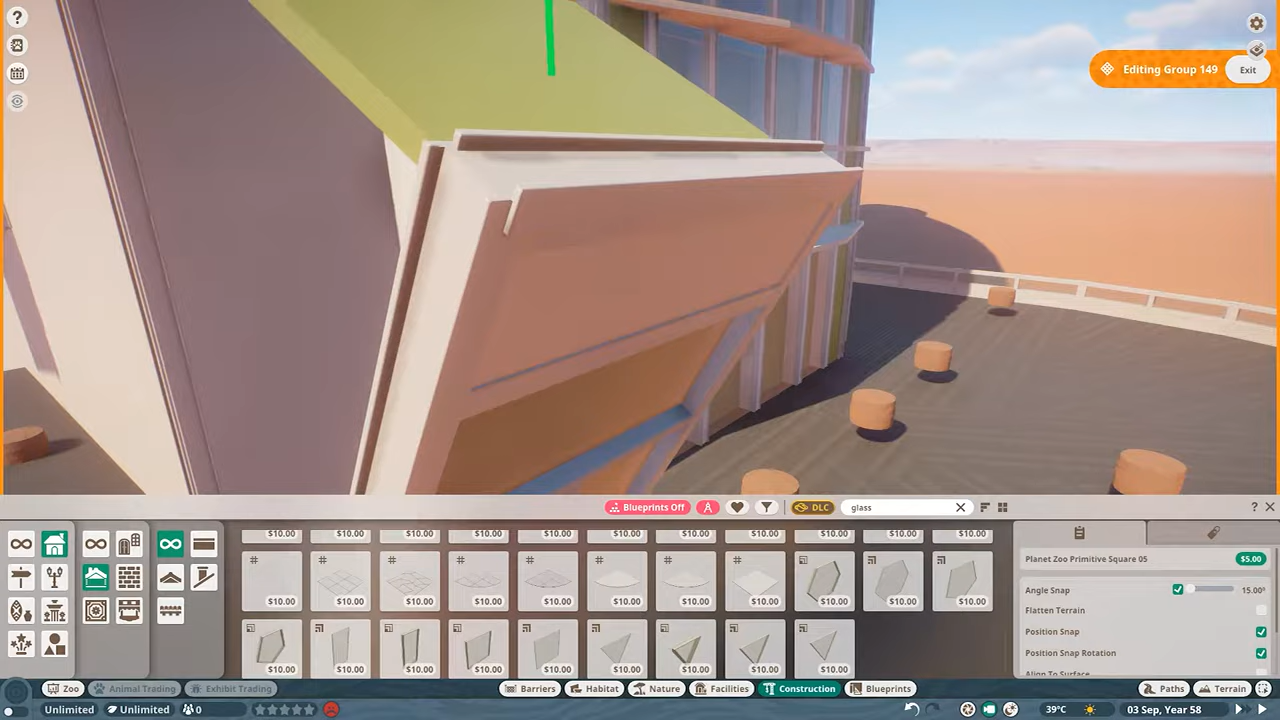 Editing Group 149
Exit
Blueprints Off
DLC
glass
$10.00 $10.00 $10.00 $10.00 $10.00 $10.00 $10.00 $10.00 $10.00 $10.00 $10.00
$10.00 $10.00 $10.00 $10.00 $10.00 $10.00 $10.00 $10.00 $10.00 $10.00 $10.00
$10.00 $10.00 $10.00 $10.00 $10.00 $10.00 $10.00 $10.00 $10.00
Planet Zoo Primitive Square 05
$5.00
Angle Snap
15.00°
Flatten Terrain
Position Snap
Position Snap Rotation
Align To Surface
Zoo
Animal Trading
Exhibit Trading
Barriers
Habitat
Nature
Facilities
Construction
Blueprints
Paths
Terrain
Unlimited
Unlimited
0
39°C
03 Sep, Year 58